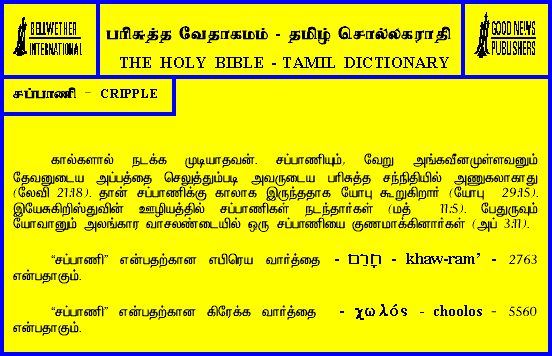 BELLWETHER
INTERNATIONAL
பரிசுத்த வேதாகமம் - தமிழ் சொல்லகராதி
THE HOLY BIBLE - TAMIL DICTIONARY
GOOD NEWS
PUBLISHERS
சப்பாணி - CRIPPLE
கால்களால் நடக்க முடியாதவன். சப்பாணியும், வேறு அங்கவீனமுள்ளவனும்
தேவனுடைய அப்பத்தை செலுத்தும்படி அவருடைய பரிசுத்த சந்நிதியில் அணுகலாகாது
(லேவி 21:18). தான் சப்பாணிக்கு காலாக இருந்ததாக யோபு கூறுகிறார் (யோபு 29:15).
இயேசுகிறிஸ்துவின் ஊழியத்தில் சப்பாணிகள் நடந்தார்கள் (மத் 11:5). பேதுருவும்
யோவானும் அலங்கார வாசலண்டையில் ஒரு சப்பாணியை குணமாக்கினார்கள் (அப் 3:11).
“சப்பாணி” என்பதற்கான எபிரெய வார்த்தை - חָרַם - khaw-ram’ - 2763
என்பதாகும்.
“சப்பாணி” என்பதற்கான கிரேக்க வார்த்தை - χωλός - choolos - 5560
என்பதாகும்.